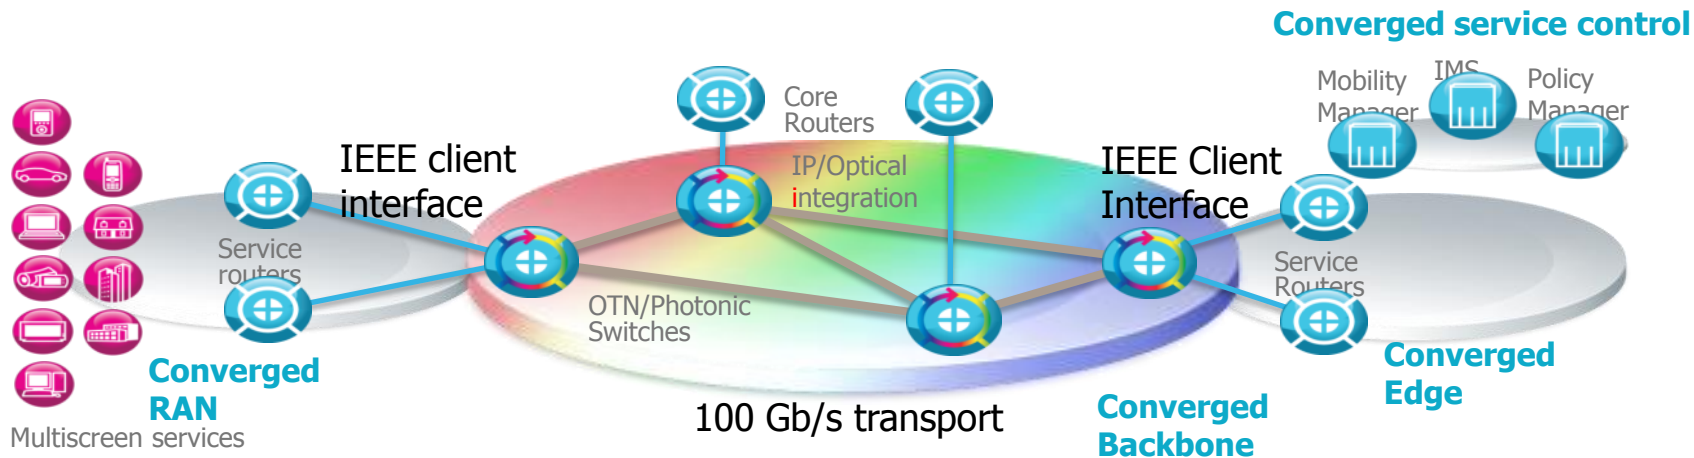 Converged service control
Mobility
Manager
IMS
Policy
Manager
Core
Routers
IEEE client
interface
IP/Optical
integration
IEEE Client
Interface
Service
routers
Service
Routers
OTN/Photonic
Switches
Converged
RAN
Converged
Edge
100 Gb/s transport
Converged
Backbone
Multiscreen services